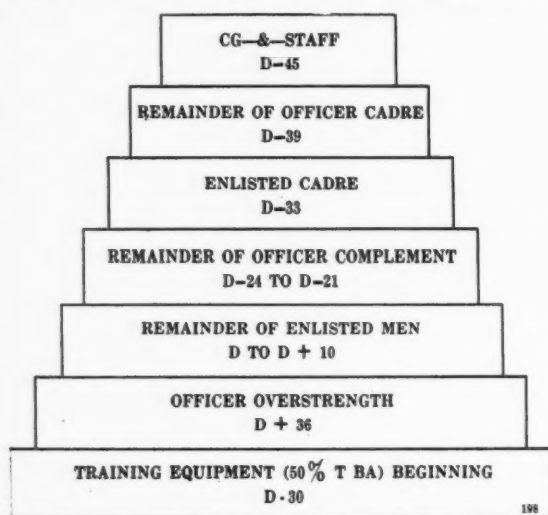 CG—&—STAFF
D-45
REMAINDER OF OFFICER CADRE
D-39
ENLISTED CADRE
D-33
REMAINDER OF OFFICER COMPLEMENT
D-24 TO D-21
REMAINDER OF ENLISTED MEN
D TO D + 10
OFFICER OVERSTRENGTH
D + 36
TRAINING EQUIPMENT (50% T BA) BEGINNING
D-30
198